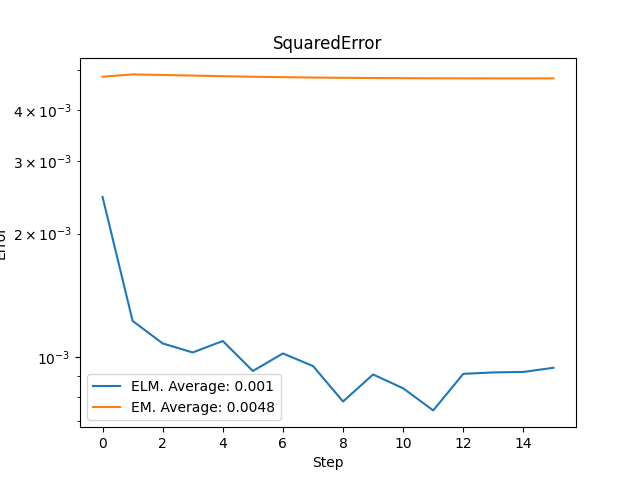 SquaredError
Error
4 × 10⁻³
3 × 10⁻³
2 × 10⁻³
10⁻³
ELM. Average: 0.001
EM. Average: 0.0048
0 2 4 6 8 10 12 14
Step